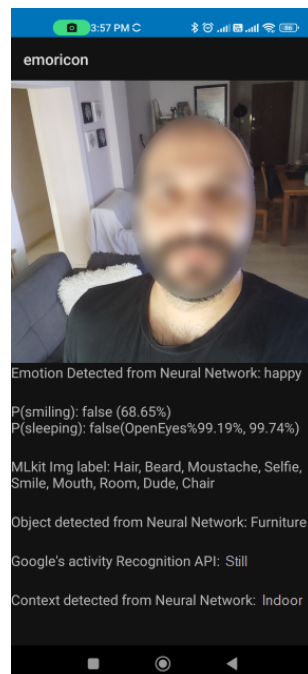 3:57 PM
emoricon
Emotion Detected from Neural Network: happy
P(smiling): false (68.65%)
P(sleeping): false(OpenEyes%99.19%, 99.74%)
MLkit Img label: Hair, Beard, Moustache, Selfie,
Smile, Mouth, Room, Dude, Chair
Object detected from Neural Network: Furniture
Google's activity Recognition API: Still
Context detected from Neural Network: Indoor